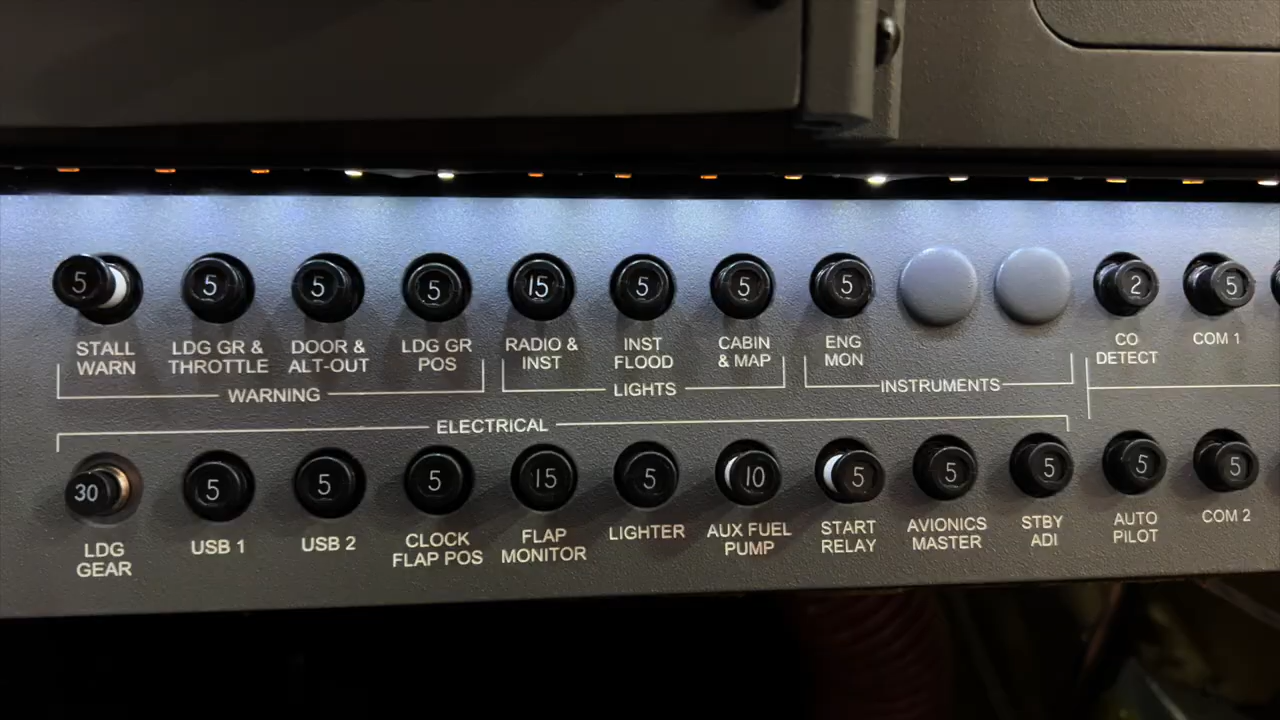 5 5 5 5 15 5 5 5 2 5
STALL WARN
LDG GR & THROTTLE
DOOR & ALT-OUT
LDG GR POS
RADIO & INST
INST FLOOD
CABIN & MAP
ENG MON
CO DETECT
COM 1
WARNING
LIGHTS
INSTRUMENTS
ELECTRICAL
30 5 5 5 15 5 10 5 5 5 5 5
LDG GEAR
USB 1
USB 2
CLOCK FLAP POS
FLAP MONITOR
LIGHTER
AUX FUEL PUMP
START RELAY
AVIONICS MASTER
STBY ADI
AUTO PILOT
COM 2